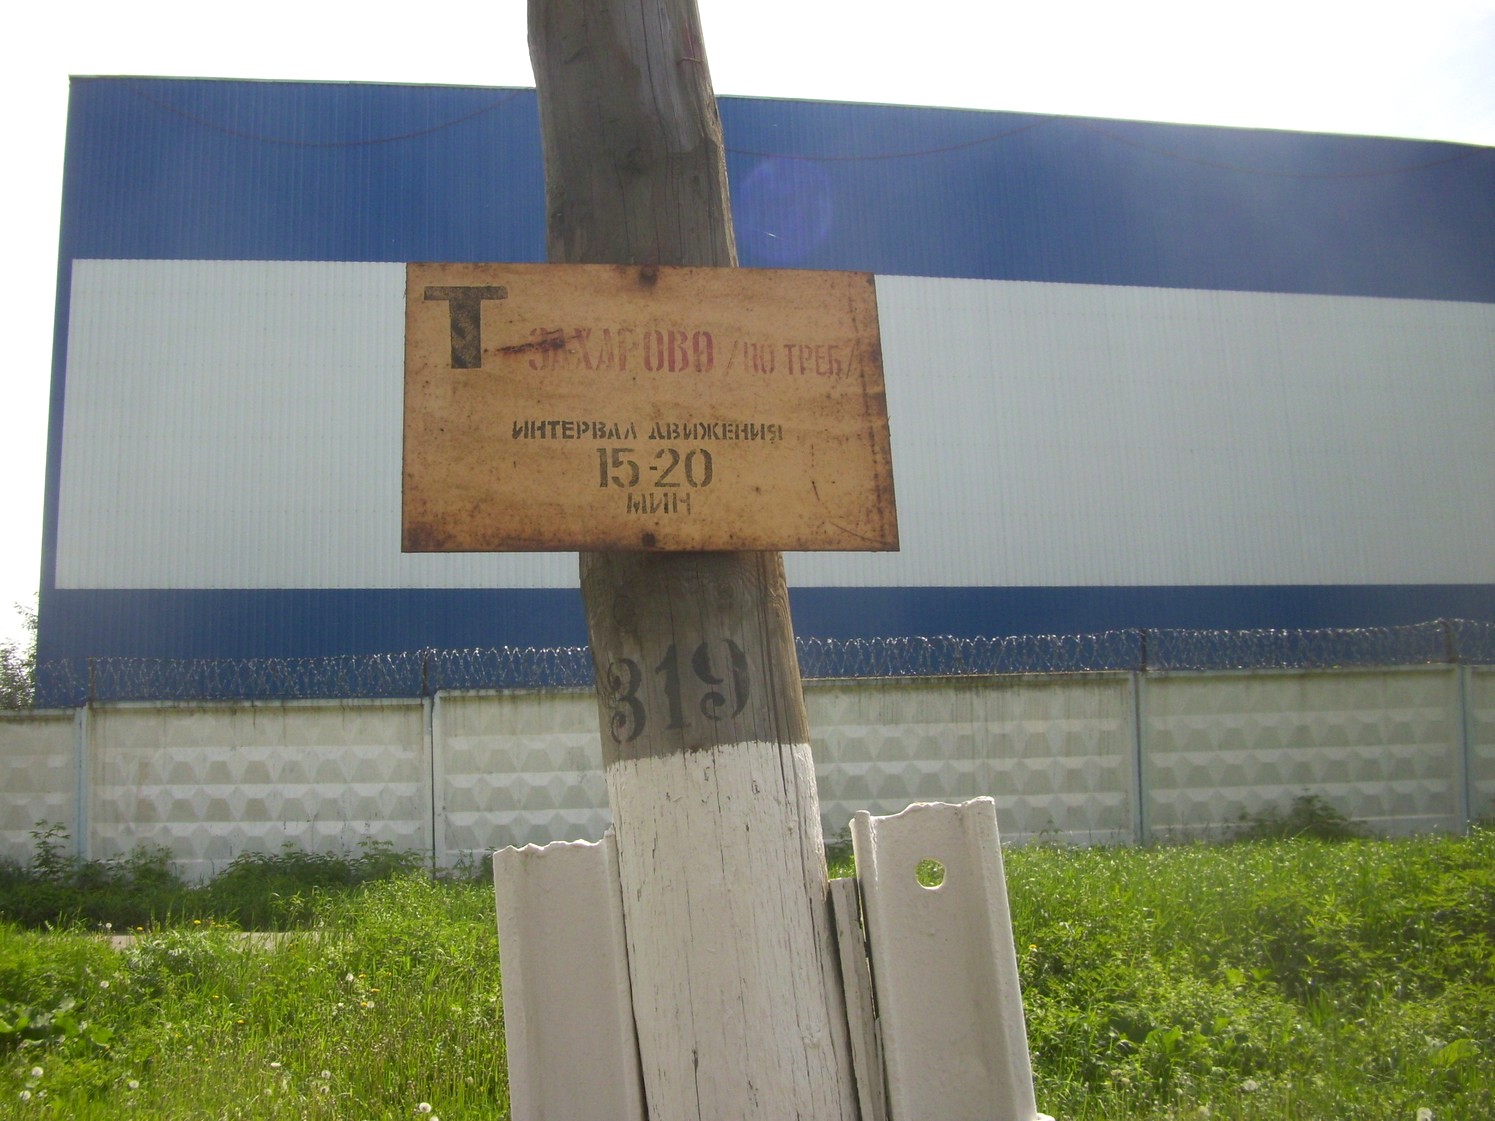 Т ЗАХАРОВО /ПО ТРЕБ/
ИНТЕРВАЛ ДВИЖЕНИЯ
15-20
МИН
319